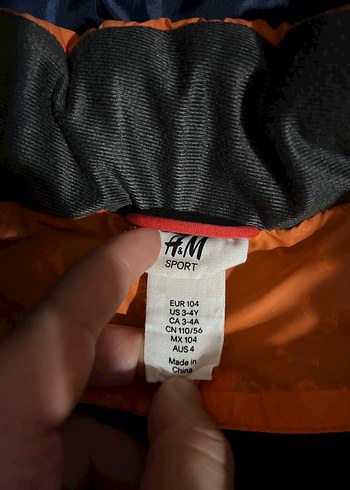 H&M
SPORT
EUR 104
US 3-4Y
CA 3-4A
CN 110/56
MX 104
AUS 4
Made in
China